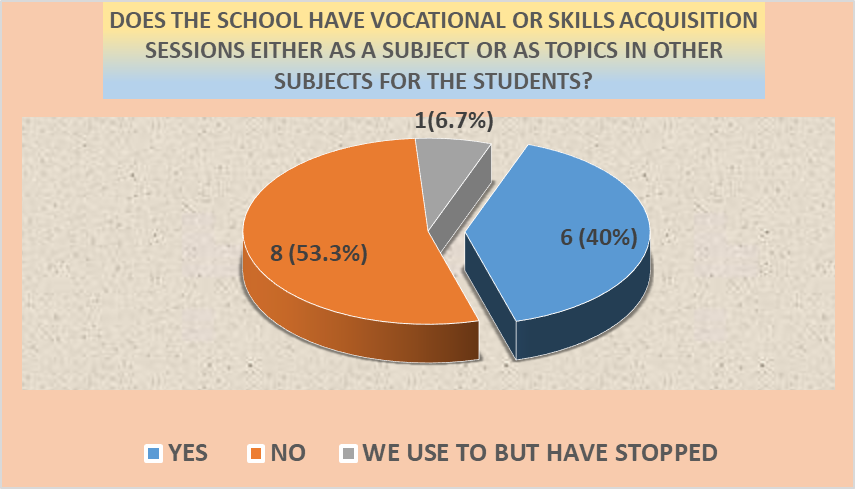 DOES THE SCHOOL HAVE VOCATIONAL OR SKILLS ACQUISITION
SESSIONS EITHER AS A SUBJECT OR AS TOPICS IN OTHER
SUBJECTS FOR THE STUDENTS?
1(6.7%)
8 (53.3%)
6 (40%)
YES NO WE USE TO BUT HAVE STOPPED